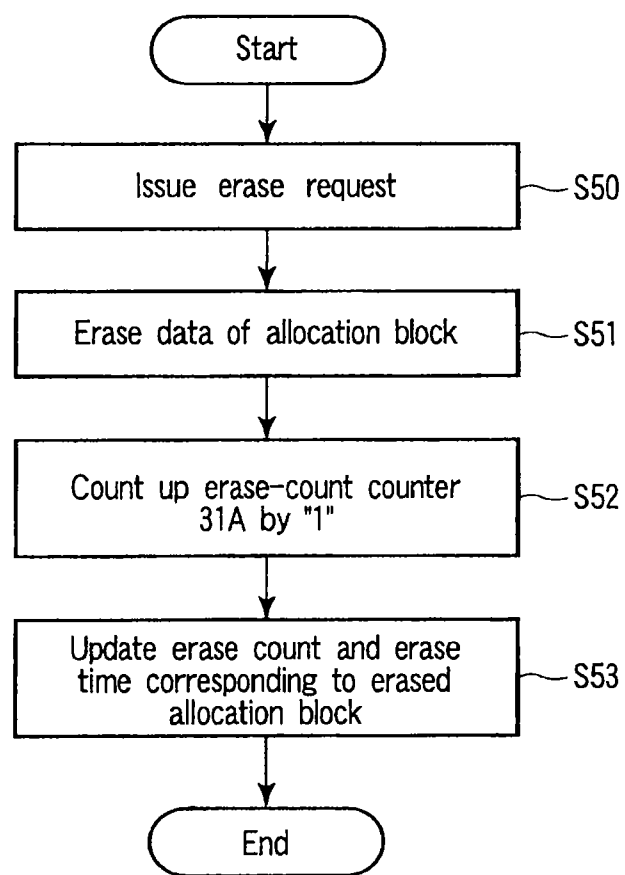 Start
Issue erase request
S50
Erase data of allocation block
S51
Count up erase-count counter
31A by "1"
S52
Update erase count and erase
time corresponding to erased
allocation block
S53
End